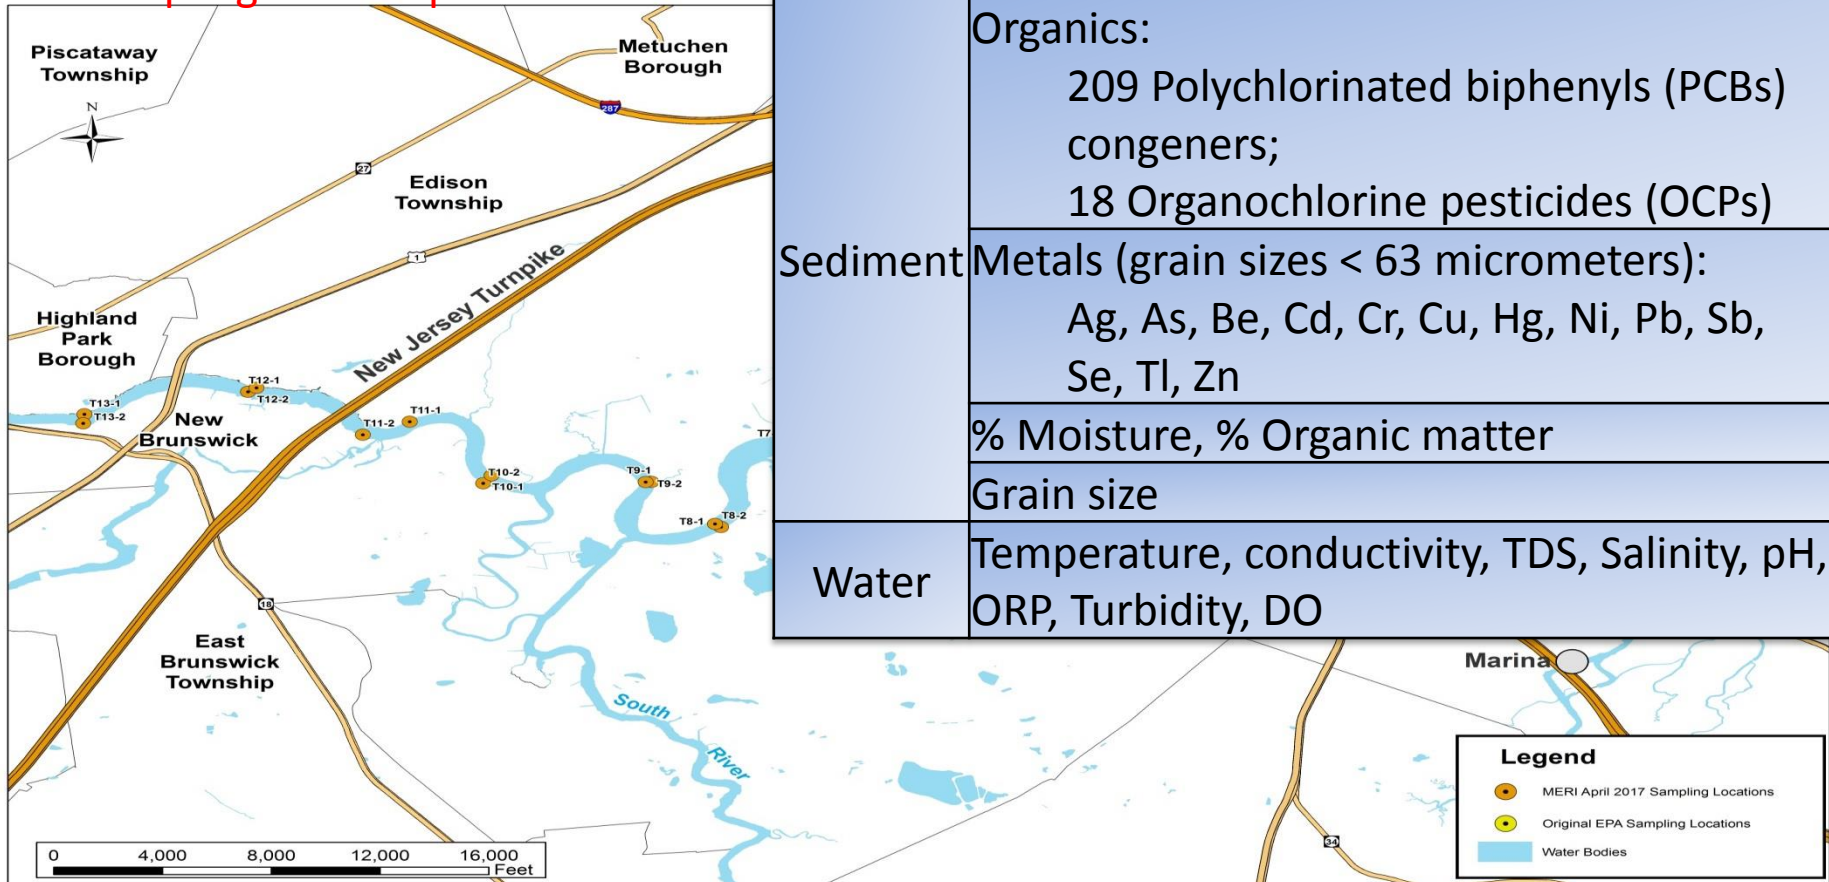 Piscataway
Township
N
Metuchen
Borough
287
27
Edison
Township
1
New Jersey Turnpike
Highland
Park
Borough
T12-1
T12-2
T13-1
T13-2
New
Brunswick
T11-1
T11-2
T10-2
T10-1
T9-1
T9-2
T7
T8-1
T8-2
18
East
Brunswick
Township
South
River
0 4,000 8,000 12,000 16,000
Feet
Sediment
Organics:
209 Polychlorinated biphenyls (PCBs)
congeners;
18 Organochlorine pesticides (OCPs)
Metals (grain sizes < 63 micrometers):
Ag, As, Be, Cd, Cr, Cu, Hg, Ni, Pb, Sb,
Se, Tl, Zn
% Moisture, % Organic matter
Grain size
Water
Temperature, conductivity, TDS, Salinity, pH,
ORP, Turbidity, DO
Marina
34
Legend
MERI April 2017 Sampling Locations
Original EPA Sampling Locations
Water Bodies